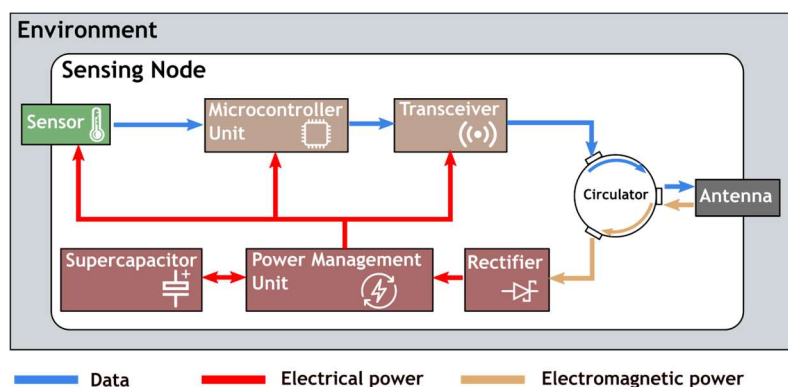 Environment
Sensing Node
Sensor
Microcontroller
Unit
Transceiver
Circulator
Antenna
Supercapacitor
+
Power Management
Unit
Rectifier
Data
Electrical power
Electromagnetic power